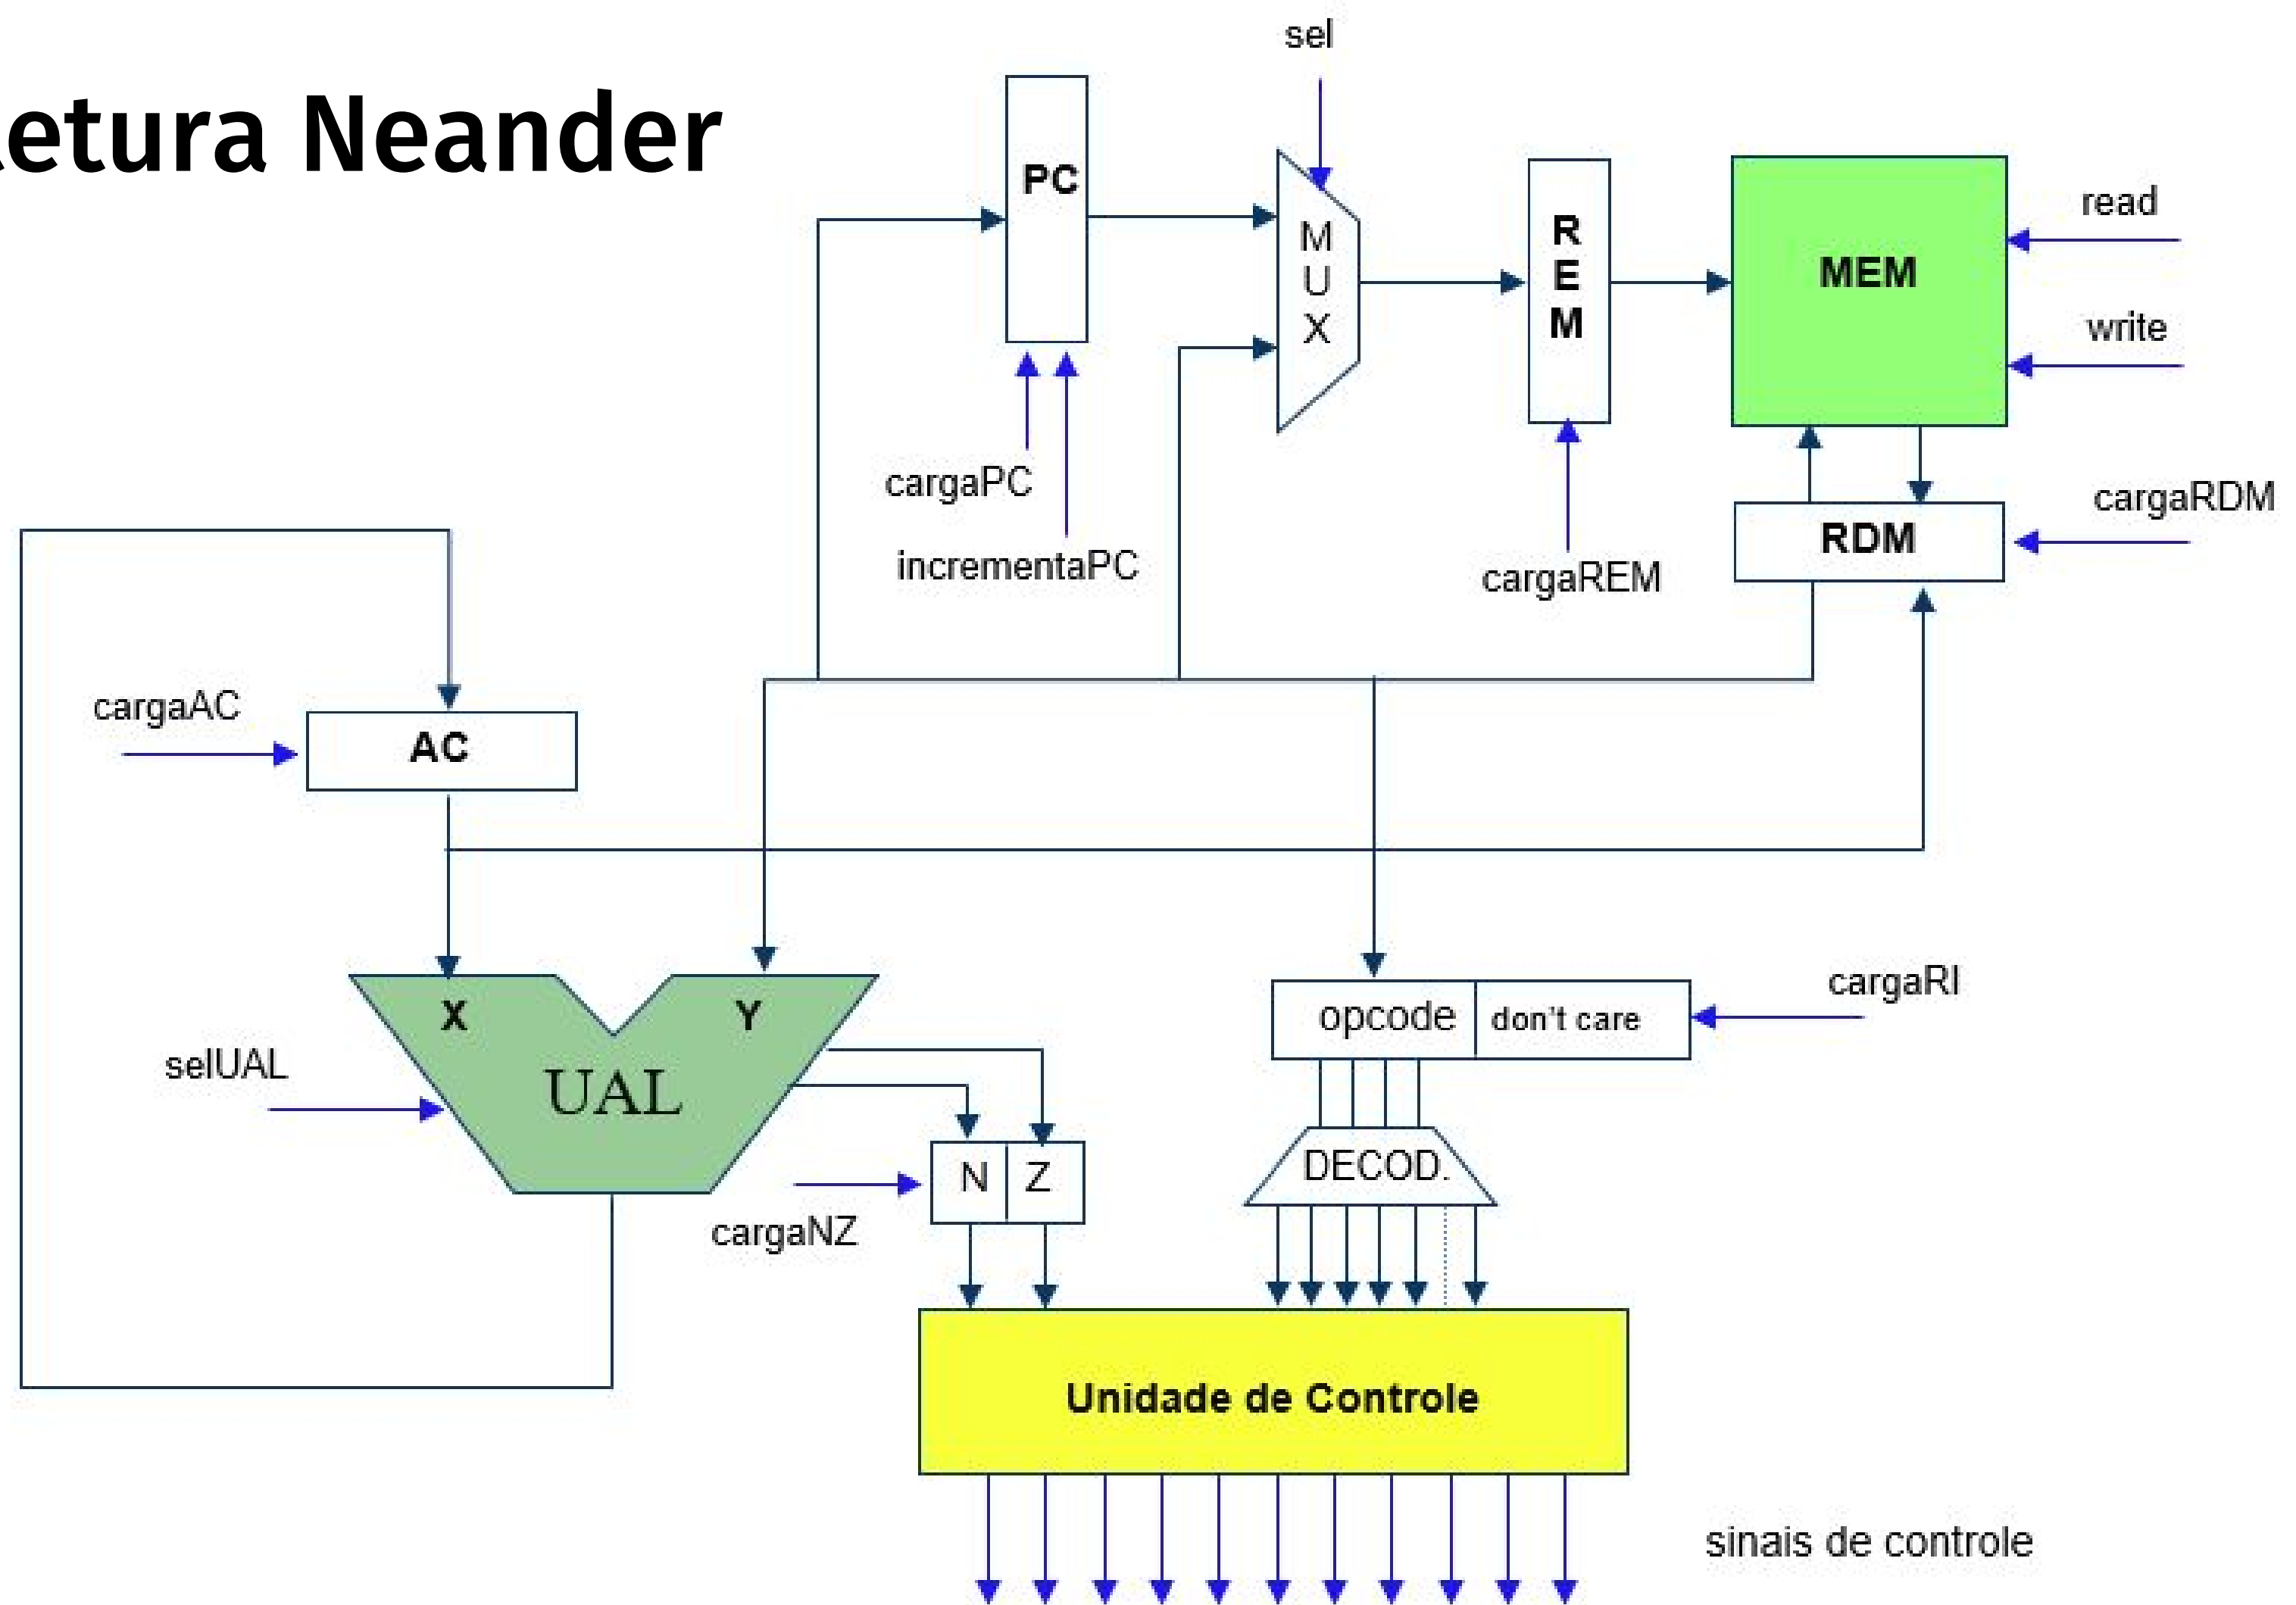 etura Neander
sel
PC
M
U
X
R
E
M
MEM
read
write
cargaPC
incrementaPC
cargaREM
RDM
cargaRDM
cargaAC
AC
X
Y
UAL
selUAL
opcode
don't care
cargaRI
N
Z
cargaNZ
DECOD.
Unidade de Controle
sinais de controle